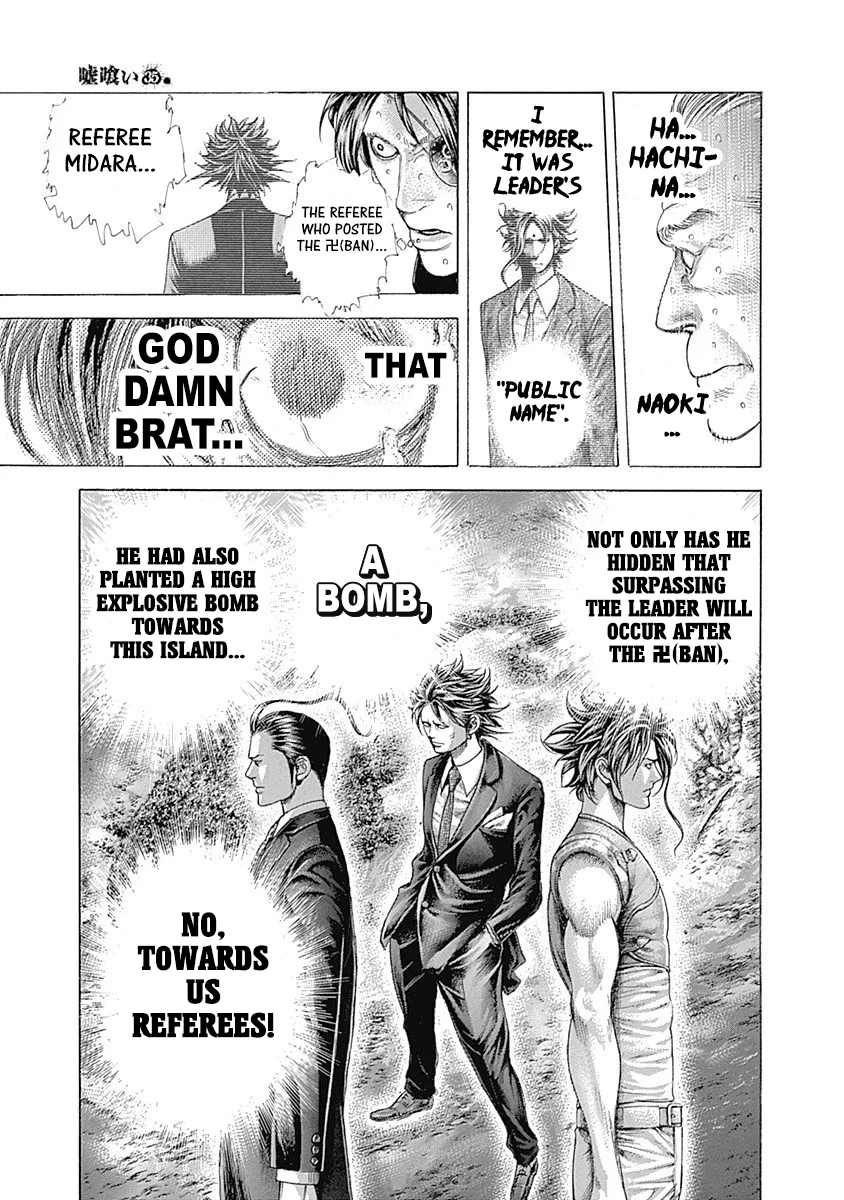 嘘喰い 35.
HA...
HACHI-
NA...
NAOKI
...
I
REMEMBER...
IT WAS
LEADER'S
"PUBLIC
NAME".
THE REFEREE
WHO POSTED
THE 卍(BAN)...
REFEREE
MIDARA...
THAT
GOD
DAMN
BRAT...
NOT ONLY HAS HE
HIDDEN THAT
SURPASSING
THE LEADER WILL
OCCUR AFTER
THE 卍(BAN),
A
BOMB,
HE HAD ALSO
PLANTED A HIGH
EXPLOSIVE BOMB
TOWARDS
THIS ISLAND...
NO,
TOWARDS
US
REFEREES!